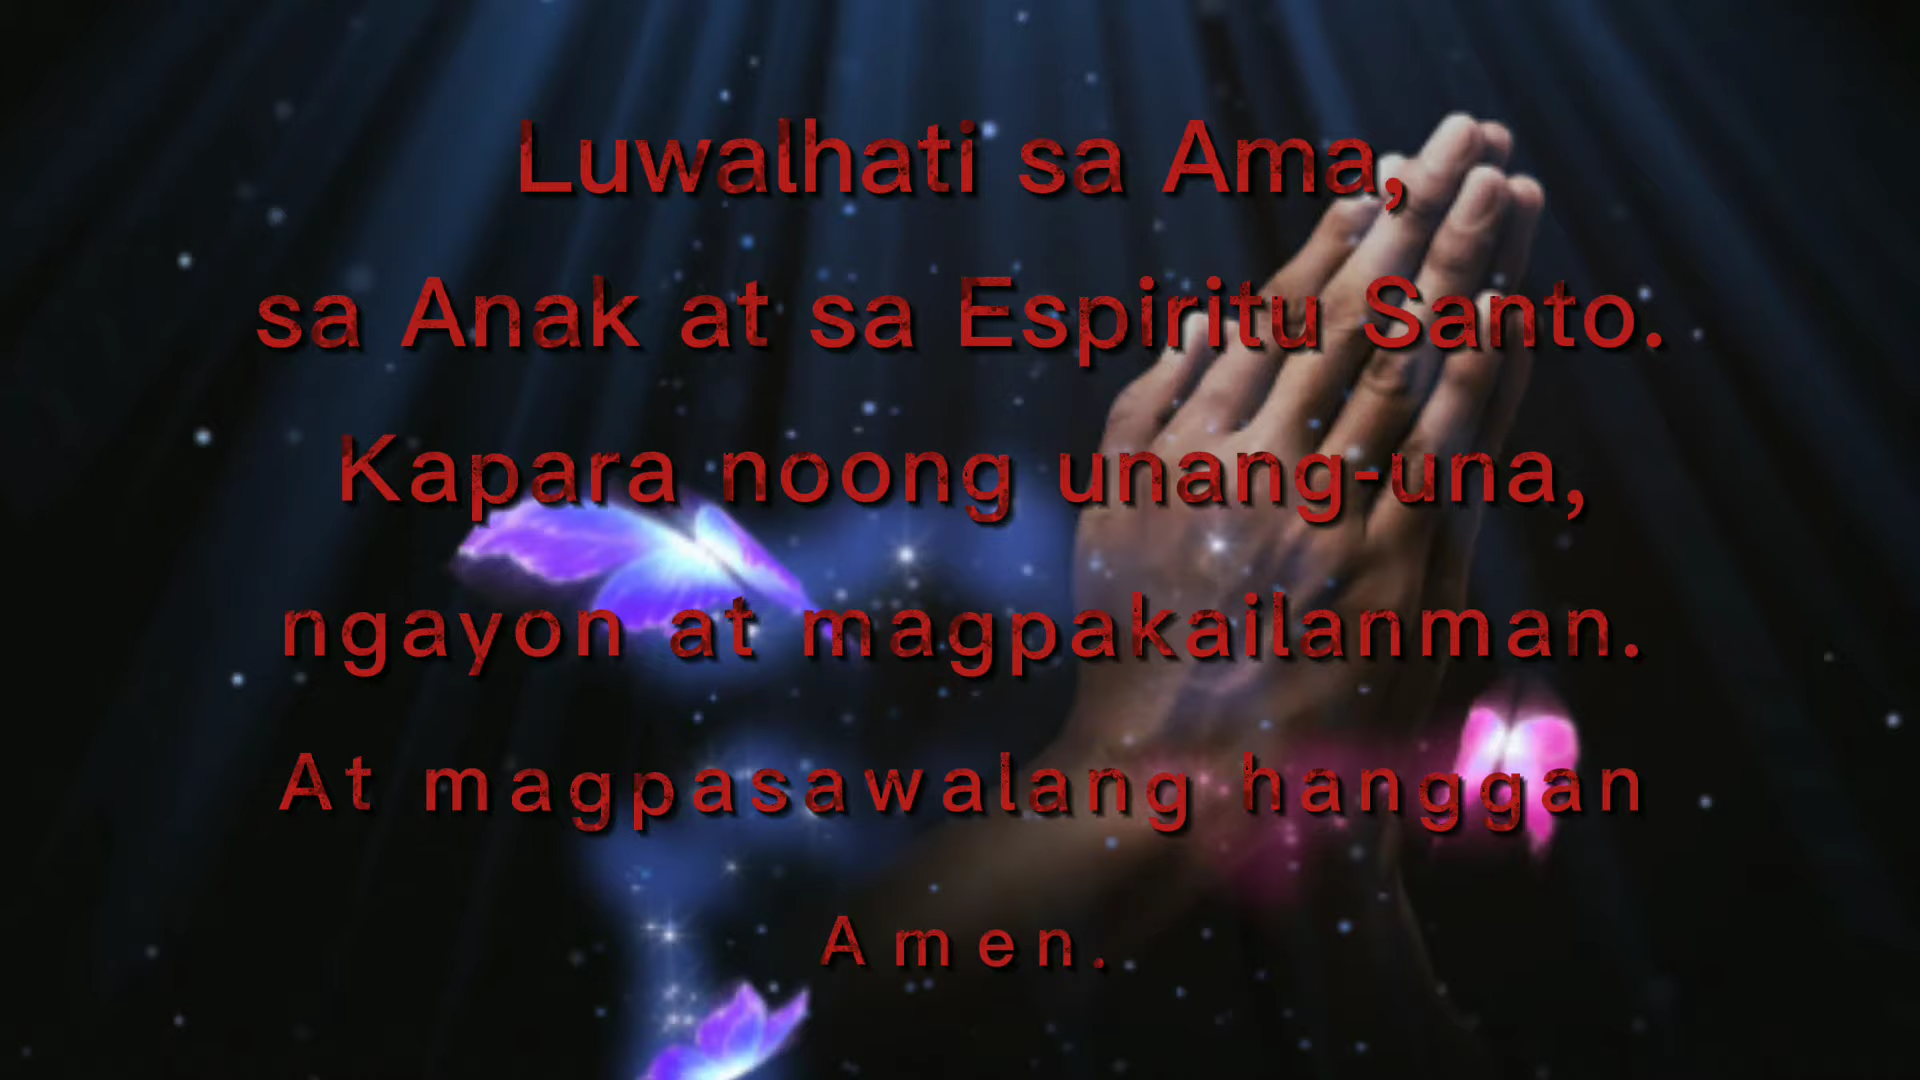 Luwalhati sa Ama,
sa Anak at sa Espiritu Santo.
Kapara noong unang-una,
ngayon at magpakailanman.
At magpasawalang hanggan
Amen.